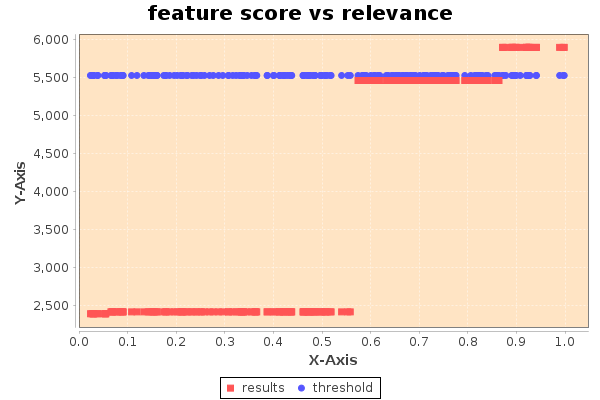 feature score vs relevance
6,000
5,500
5,000
4,500
4,000
3,500
3,000
2,500
Y-Axis
0.0 0.1 0.2 0.3 0.4 0.5 0.6 0.7 0.8 0.9 1.0
X-Axis
results threshold